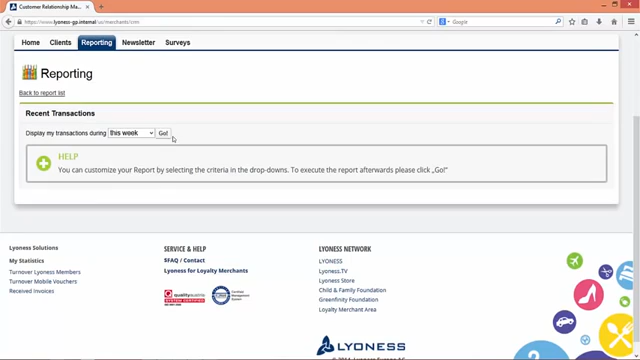 Customer Relationship Ma...
https://www.lyoness-gp.internal/us/merchants/crm
Google
Home Clients Reporting Newsletter Surveys
Reporting
Back to report list
Recent Transactions
Display my transactions during this week Go!
HELP
You can customize your Report by selecting the criteria in the drop-downs. To execute the report afterwards please click „Go!"
Lyoness Solutions
My Statistics
Turnover Lyoness Members
Turnover Mobile Vouchers
Received Invoices
SERVICE & HELP
$FAQ / Contact
Lyoness for Loyalty Merchants
qualityaustria
SYSTEM CERTIFIED
LYONESS NETWORK
LYONESS
Lyoness.TV
Lyoness Store
Child & Family Foundation
Greenfinity Foundation
Loyalty Merchant Area
LYONESS